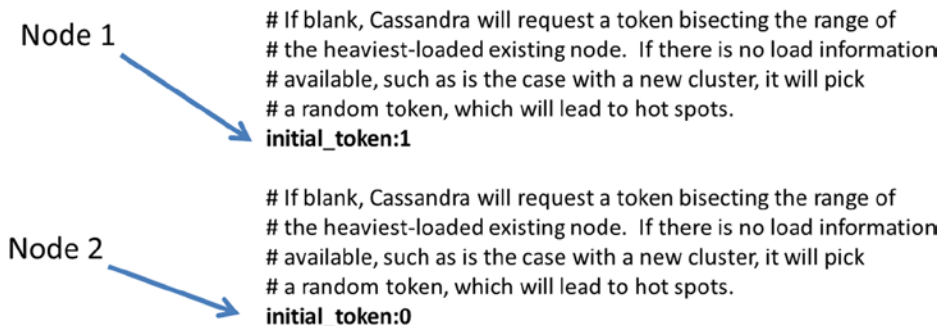 Node 1
# If blank, Cassandra will request a token bisecting the range of
# the heaviest-loaded existing node.  If there is no load information
# available, such as is the case with a new cluster, it will pick
# a random token, which will lead to hot spots.
initial_token:1
Node 2
# If blank, Cassandra will request a token bisecting the range of
# the heaviest-loaded existing node.  If there is no load information
# available, such as is the case with a new cluster, it will pick
# a random token, which will lead to hot spots.
initial_token:0